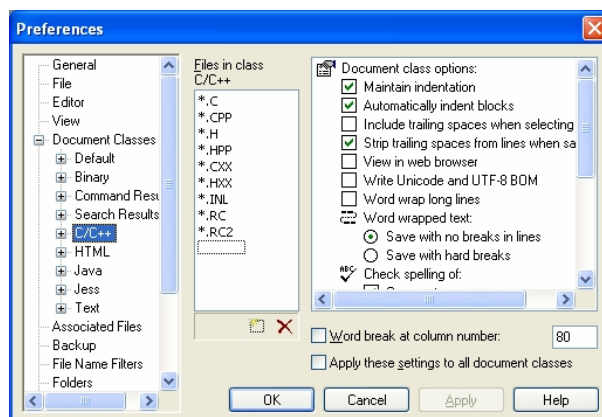 Preferences
General
File
Editor
View
Document Classes
Default
Binary
Command Resu
Search Results
C/C++
HTML
Java
Jess
Text
Associated Files
Backup
File Name Filters
Folders
Files in class
C/C++
*.C
*.CPP
*.H
*.HPP
*.CXX
*.HXX
*.INL
*.RC
*.RC2
Document class options:
Maintain indentation
Automatically indent blocks
Include trailing spaces when selecting
Strip trailing spaces from lines when sa
View in web browser
Write Unicode and UTF-8 BOM
Word wrap long lines
Word wrapped text:
Save with no breaks in lines
Save with hard breaks
ABC
Check spelling of:
Word break at column number: 80
Apply these settings to all document classes
OK
Cancel
Apply
Help